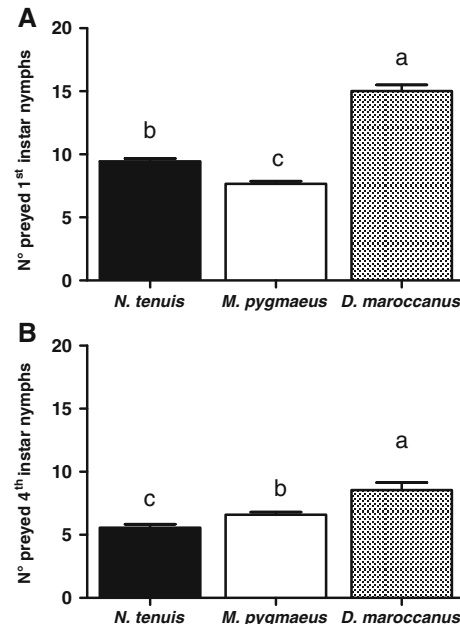 A
N° preyed 1st instar nymphs
20
15
10
5
0
b
c
a
N. tenuis M. pygmaeus D. maroccanus
B
N° preyed 4th instar nymphs
20
15
10
5
0
c
b
a
N. tenuis M. pygmaeus D. maroccanus